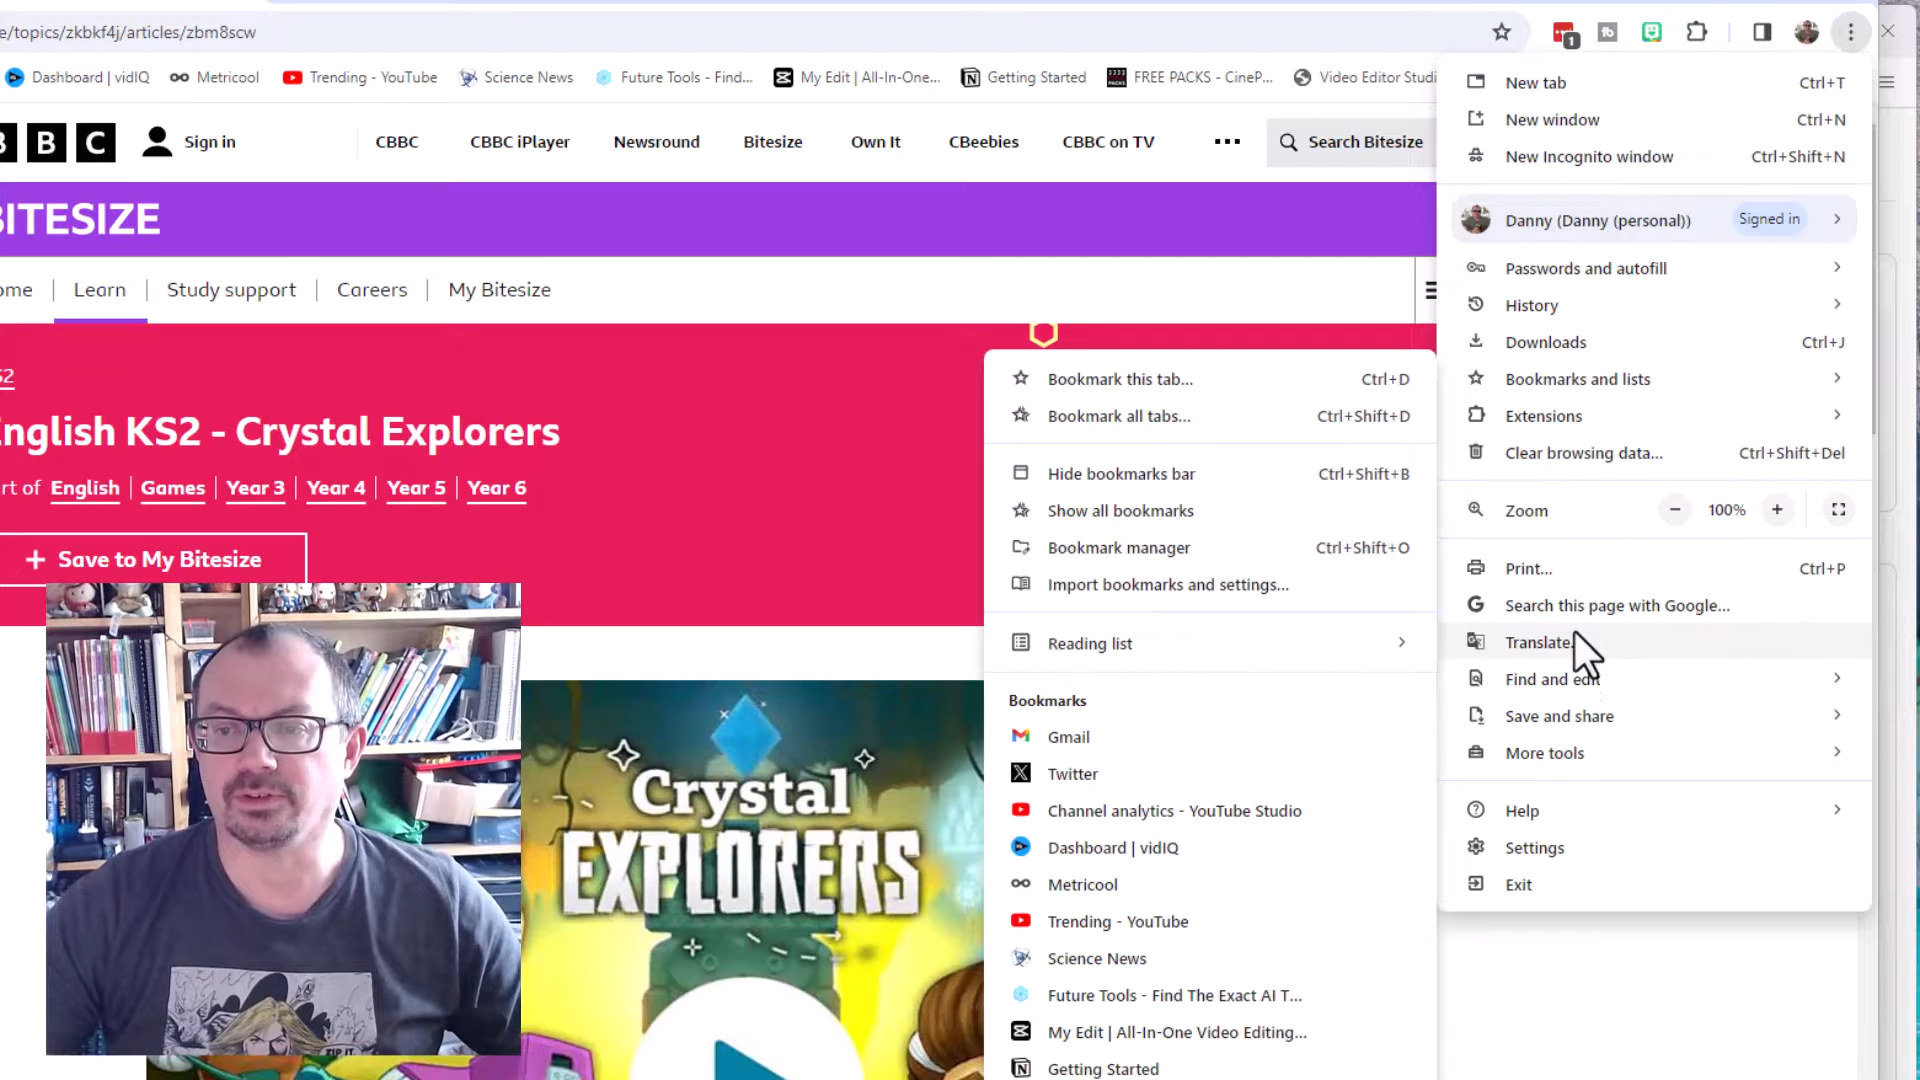 e/topics/zkbkf4j/articles/zbm8scw
1
Dashboard | vidIQ
Metricool
Trending - YouTube
Science News
Future Tools - Find...
My Edit | All-In-One...
Getting Started
FREE PACKS - CineP...
Video Editor Studi
B B C
Sign in
CBBC
CBBC iPlayer
Newsround
Bitesize
Own It
CBeebies
CBBC on TV
Search Bitesize
BITESIZE
ome
Learn
Study support
Careers
My Bitesize
S2
English KS2 - Crystal Explorers
rt of English Games Year 3 Year 4 Year 5 Year 6
+ Save to My Bitesize
Crystal
EXPLORERS
ZIP IT
New tab Ctrl+T
New window Ctrl+N
New Incognito window Ctrl+Shift+N
Danny (Danny (personal)) Signed in
Passwords and autofill
History
Downloads Ctrl+J
Bookmarks and lists
Extensions
Clear browsing data... Ctrl+Shift+Del
Zoom − 100% +
Print... Ctrl+P
Search this page with Google...
Translate
Find and edit
Save and share
More tools
Help
Settings
Exit
Bookmark this tab... Ctrl+D
Bookmark all tabs... Ctrl+Shift+D
Hide bookmarks bar Ctrl+Shift+B
Show all bookmarks
Bookmark manager Ctrl+Shift+O
Import bookmarks and settings...
Reading list
Bookmarks
Gmail
Twitter
Channel analytics - YouTube Studio
Dashboard | vidIQ
Metricool
Trending - YouTube
Science News
Future Tools - Find The Exact AI T...
My Edit | All-In-One Video Editing...
Getting Started